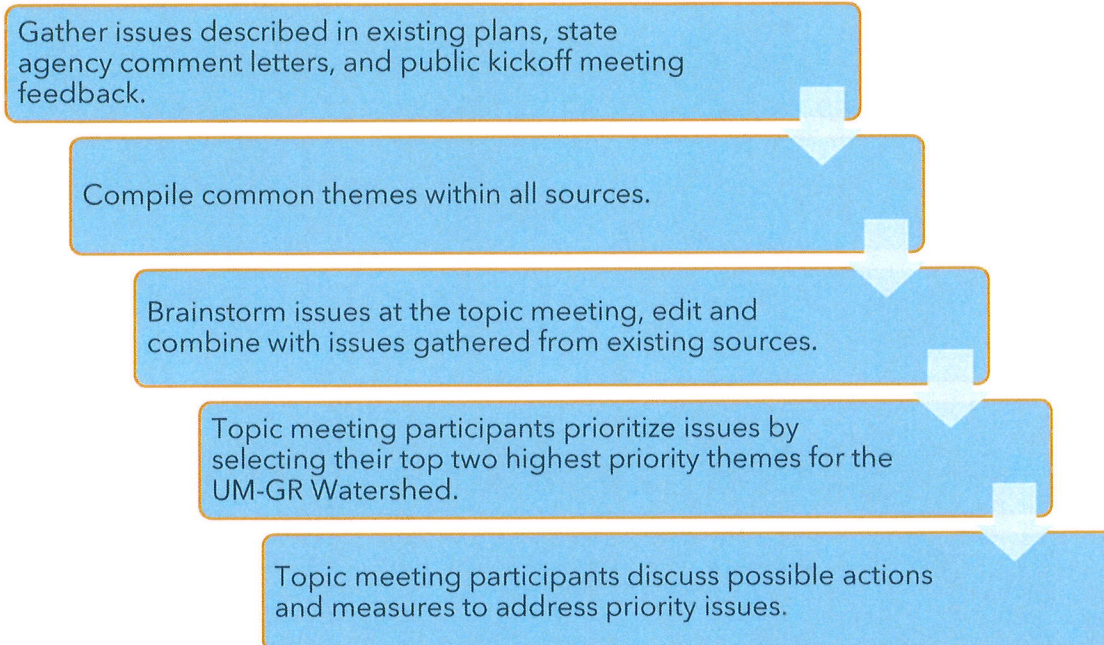 Gather issues described in existing plans, state
agency comment letters, and public kickoff meeting
feedback.
Compile common themes within all sources.
Brainstorm issues at the topic meeting, edit and
combine with issues gathered from existing sources.
Topic meeting participants prioritize issues by
selecting their top two highest priority themes for the
UM-GR Watershed.
Topic meeting participants discuss possible actions
and measures to address priority issues.